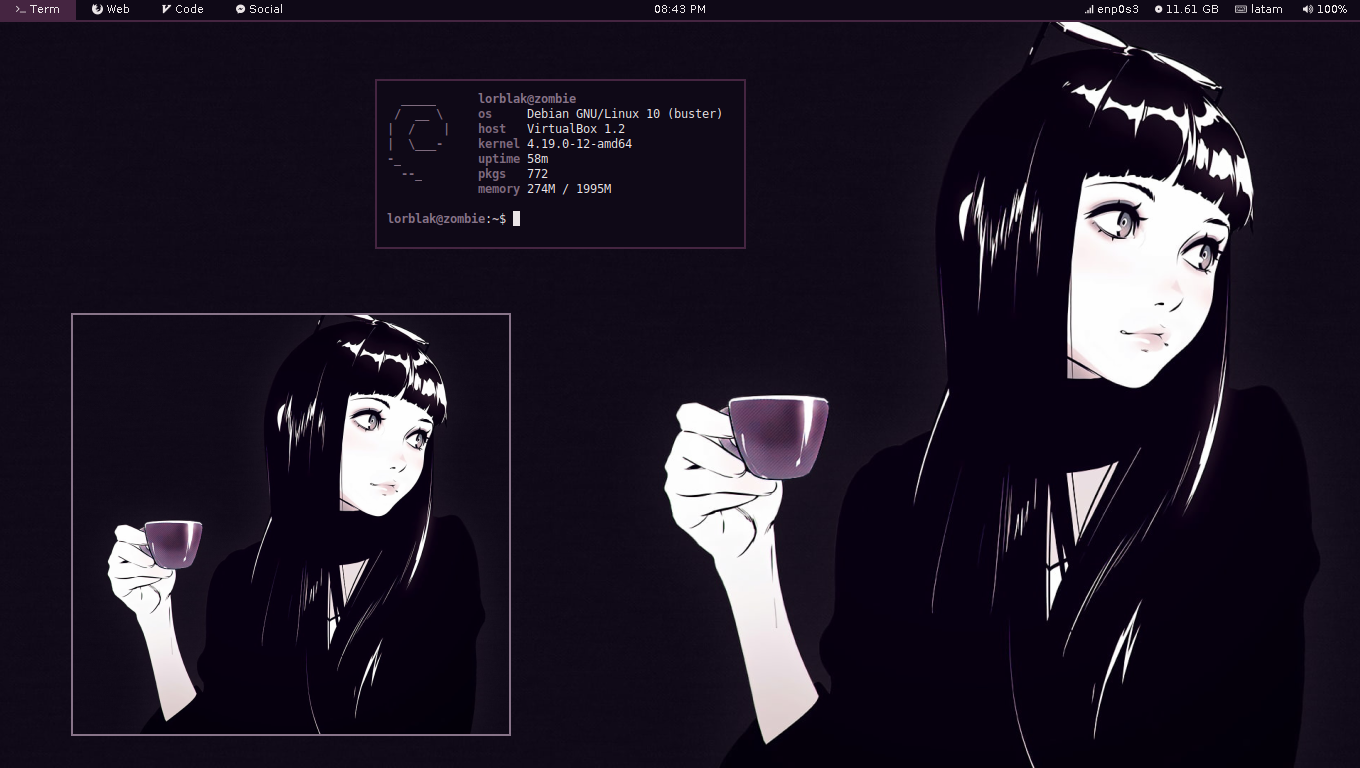 >_ Term Web Code Social 08:43 PM enp0s3 11.61 GB latam 100%
lorblak@zombie
os Debian GNU/Linux 10 (buster)
host VirtualBox 1.2
kernel 4.19.0-12-amd64
uptime 58m
pkgs 772
memory 274M / 1995M
lorblak@zombie:~$